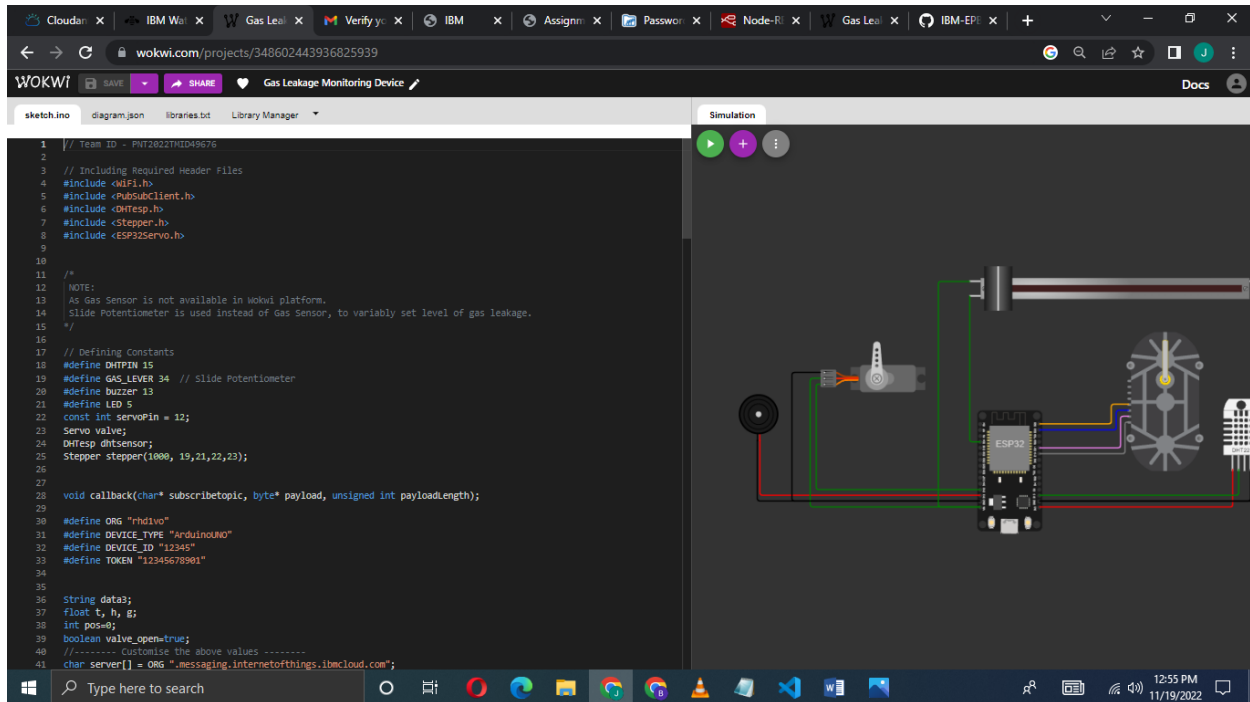 Cloudan
IBM Wat
Gas Leak
Verify yo
IBM
Assignm
Passwor
Node-RE
Gas Leak
IBM-EPB
wokwi.com/projects/348602443936825939
J
WOKWi
SAVE
SHARE
Gas Leakage Monitoring Device
Docs
sketch.ino
diagram.json
libraries.txt
Library Manager
Simulation
1 // Team ID - PNT2022TMID49676
2
3 // Including Required Header Files
4 #include <WiFi.h>
5 #include <PubSubClient.h>
6 #include <DHTesp.h>
7 #include <Stepper.h>
8 #include <ESP32Servo.h>
9
10
11 /*
12 NOTE:
13 As Gas Sensor is not available in Wokwi platform.
14 Slide Potentiometer is used instead of Gas Sensor, to variably set level of gas leakage.
15 */
16
17 // Defining Constants
18 #define DHTPIN 15
19 #define GAS_LEVER 34 // Slide Potentiometer
20 #define buzzer 13
21 #define LED 5
22 const int servoPin = 12;
23 Servo valve;
24 DHTesp dhtsensor;
25 Stepper stepper(1000, 19,21,22,23);
26
27
28 void callback(char* subscribetopic, byte* payload, unsigned int payloadLength);
29
30 #define ORG "rhd1vo"
31 #define DEVICE_TYPE "ArduinoUNO"
32 #define DEVICE_ID "12345"
33 #define TOKEN "12345678901"
34
35
36 String data3;
37 float t, h, g;
38 int pos=0;
39 boolean valve_open=true;
40 //-------- Customise the above values --------
41 char server[] = ORG ".messaging.internetofthings.ibmcloud.com";
ESP32
DHT22
Type here to search
12:55 PM
11/19/2022